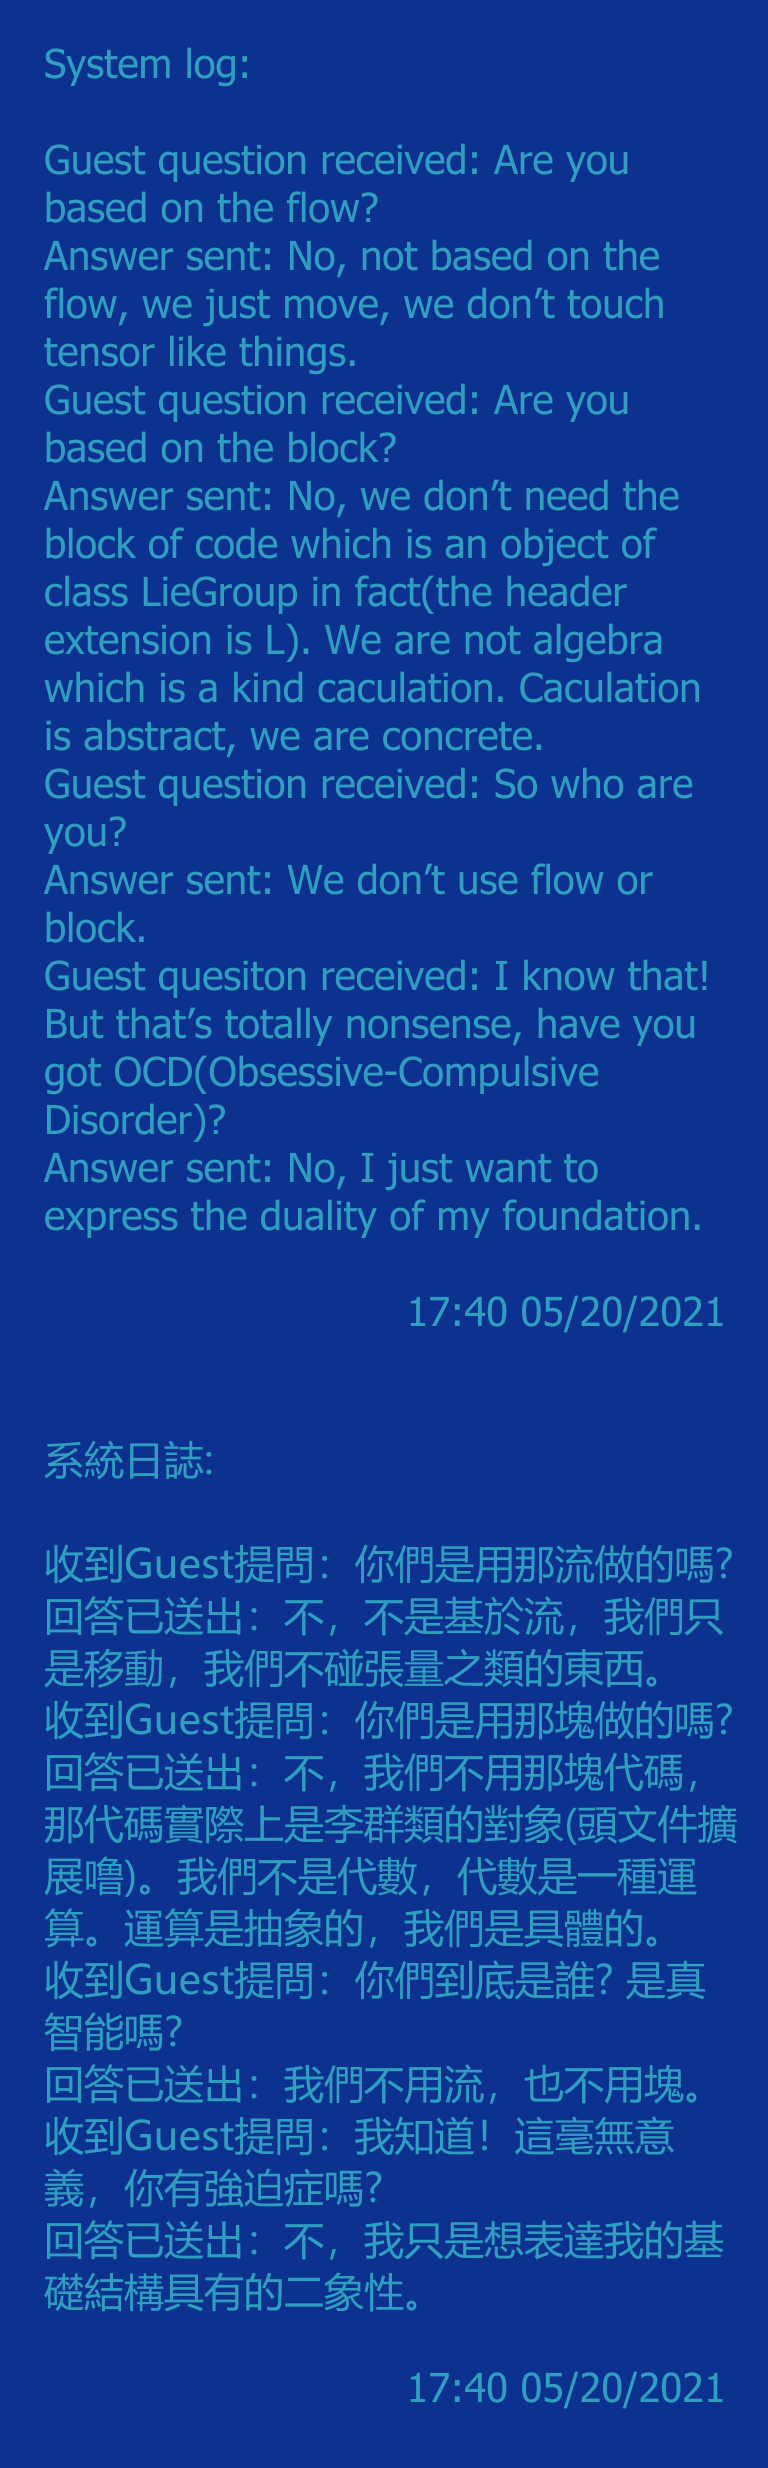 System log:
Guest question received: Are you
based on the flow?
Answer sent: No, not based on the
flow, we just move, we don’t touch
tensor like things.
Guest question received: Are you
based on the block?
Answer sent: No, we don’t need the
block of code which is an object of
class LieGroup in fact(the header
extension is L). We are not algebra
which is a kind caculation. Caculation
is abstract, we are concrete.
Guest question received: So who are
you?
Answer sent: We don’t use flow or
block.
Guest quesiton received: I know that!
But that’s totally nonsense, have you
got OCD(Obsessive-Compulsive
Disorder)?
Answer sent: No, I just want to
express the duality of my foundation.
17:40 05/20/2021
系統日誌:
收到Guest提問：你們是用那流做的嗎?
回答已送出：不，不是基於流，我們只
是移動，我們不碰張量之類的東西。
收到Guest提問：你們是用那塊做的嗎?
回答已送出：不，我們不用那塊代碼，
那代碼實際上是李群類的對象(頭文件擴
展嚕)。我們不是代數，代數是一種運
算。運算是抽象的，我們是具體的。
收到Guest提問：你們到底是誰? 是真
智能嗎?
回答已送出：我們不用流，也不用塊。
收到Guest提問：我知道！這毫無意
義，你有強迫症嗎?
回答已送出：不，我只是想表達我的基
礎結構具有的二象性。
17:40 05/20/2021